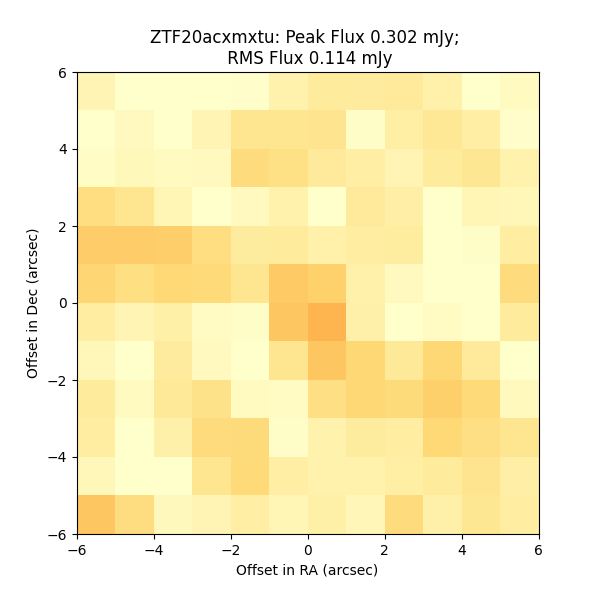 ZTF20acxmxtu: Peak Flux 0.302 mJy;
RMS Flux 0.114 mJy
6
4
2
0
−2
−4
−6
Offset in Dec (arcsec)
−6 −4 −2 0 2 4 6
Offset in RA (arcsec)